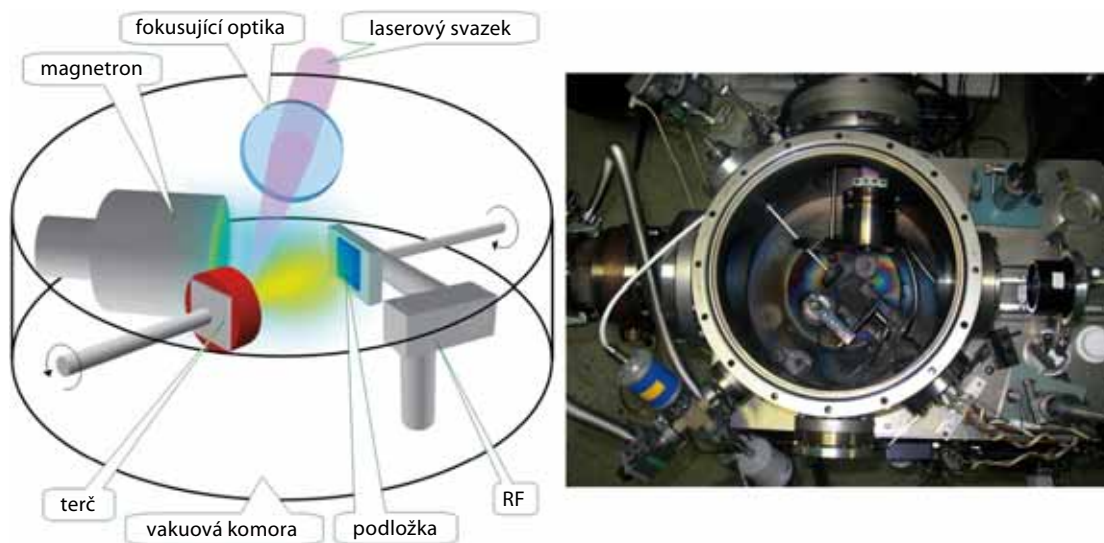 fokusující optika
laserový svazek
magnetron
terč
vakuová komora
podložka
RF